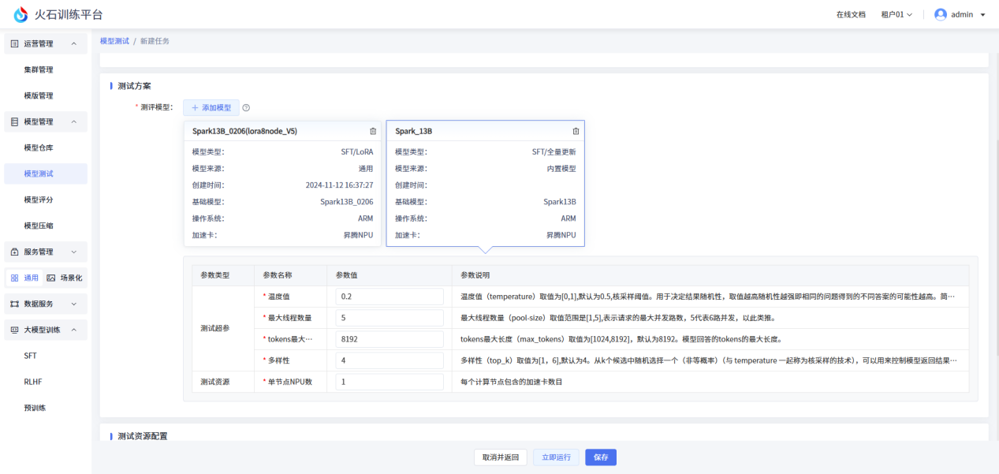 火石训练平台
在线文档 租户01 admin
运营管理
集群管理
模版管理
模型管理
模型仓库
模型测试
模型评分
模型压缩
服务管理
通用 场景化
数据服务
大模型训练
SFT
RLHF
预训练
模型测试 / 新建任务
测试方案
* 测评模型： + 添加模型
Spark13B_0206(lora8node_V5)
模型类型： SFT/LoRA
模型来源： 通用
创建时间： 2024-11-12 16:37:27
基础模型： Spark13B_0206
操作系统： ARM
加速卡： 昇腾NPU
Spark_13B
模型类型： SFT/全量更新
模型来源： 内置模型
创建时间：
基础模型： Spark13B
操作系统： ARM
加速卡： 昇腾NPU
参数类型 参数名称 参数值 参数说明
测试超参
* 温度值 0.2 温度值（temperature）取值为[0,1],默认为0.5,核采样阈值。用于决定结果随机性，取值越高随机性越强即相同的问题得到的不同答案的可能性越高。简…
* 最大线程数量 5 最大线程数量（pool-size）取值范围是[1,5],表示请求的最大并发路数，5代表6路并发，以此类推。
* tokens最大… 8192 tokens最大长度（max_tokens）取值为[1024,8192]，默认为8192。模型回答的tokens的最大长度。
* 多样性 4 多样性（top_k）取值为[1，6],默认为4。从k个候选中随机选择一个（非等概率）（与 temperature 一起称为核采样的技术），可以用来控制模型返回结果…
测试资源 * 单节点NPU数 1 每个计算节点包含的加速卡数目
测试资源配置
取消并返回 立即运行 保存